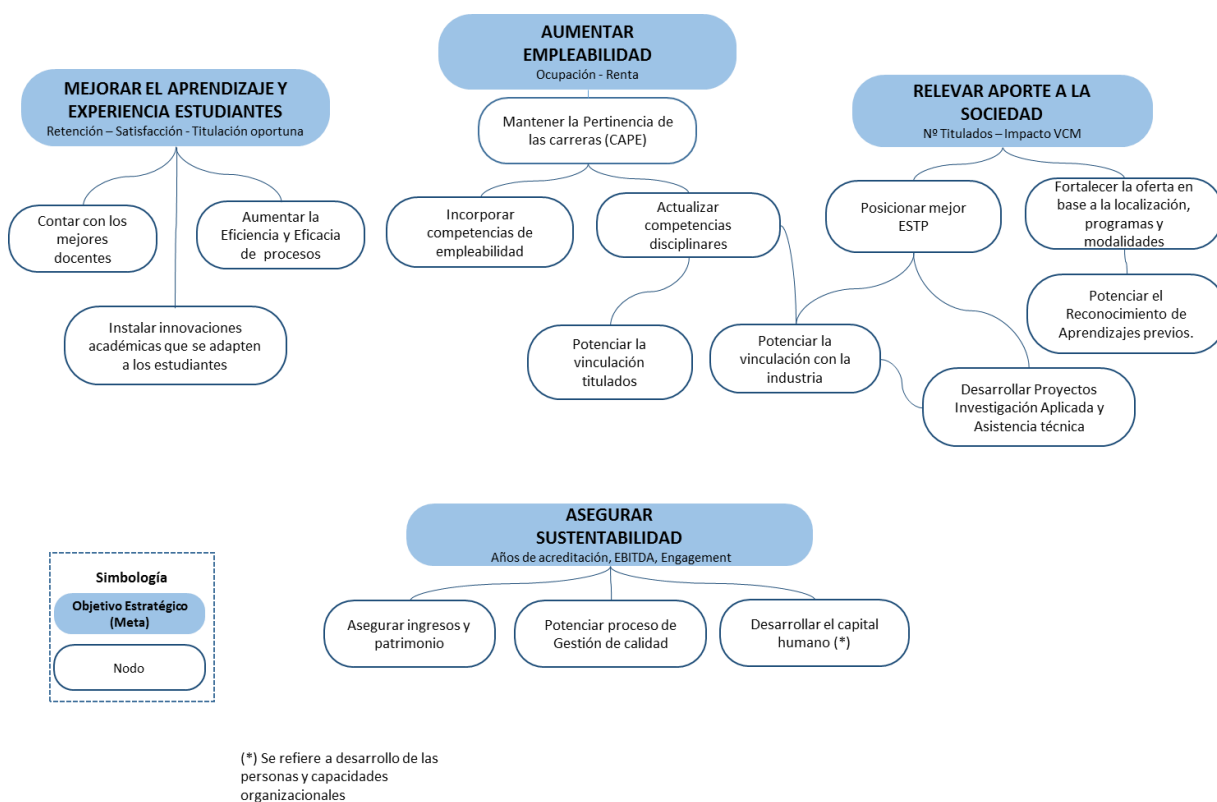 AUMENTAR
EMPLEABILIDAD
Ocupación - Renta
MEJORAR EL APRENDIZAJE Y
EXPERIENCIA ESTUDIANTES
Retención – Satisfacción - Titulación oportuna
RELEVAR APORTE A LA
SOCIEDAD
Nº Titulados – Impacto VCM
Mantener la Pertinencia de
las carreras (CAPE)
Contar con los
mejores
docentes
Aumentar la
Eficiencia y Eficacia
de procesos
Incorporar
competencias de
empleabilidad
Actualizar
competencias
disciplinares
Posicionar mejor
ESTP
Fortalecer la oferta en
base a la localización,
programas y
modalidades
Instalar innovaciones
académicas que se adapten
a los estudiantes
Potenciar la
vinculación
titulados
Potenciar la
vinculación con la
industria
Potenciar el
Reconocimiento de
Aprendizajes previos.
Desarrollar Proyectos
Investigación Aplicada y
Asistencia técnica
ASEGURAR
SUSTENTABILIDAD
Años de acreditación, EBITDA, Engagement
Asegurar ingresos y
patrimonio
Potenciar proceso de
Gestión de calidad
Desarrollar el capital
humano (*)
Simbología
Objetivo Estratégico
(Meta)
Nodo
(*) Se refiere a desarrollo de las
personas y capacidades
organizacionales